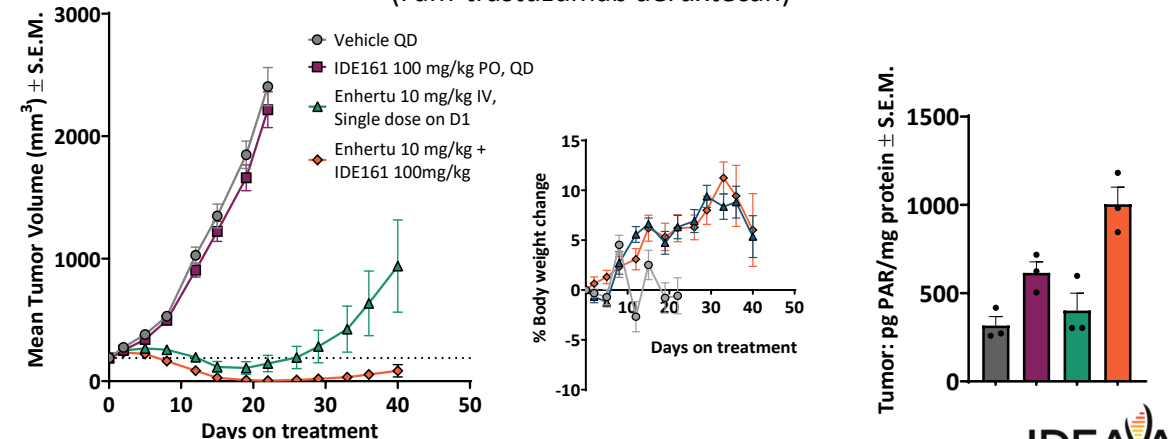 (fam-trastuzumab deruxtecan)
Mean Tumor Volume (mm³) ± S.E.M.
3000
2000
1000
0
0 10 20 30 40 50
Days on treatment
Vehicle QD
IDE161 100 mg/kg PO, QD
Enhertu 10 mg/kg IV,
Single dose on D1
Enhertu 10 mg/kg +
IDE161 100mg/kg
% Body weight change
15
10
5
0
-5
-10
10 20 30 40 50
Days on treatment
Tumor: pg PAR/mg protein ± S.E.M.
1500
1000
500
0